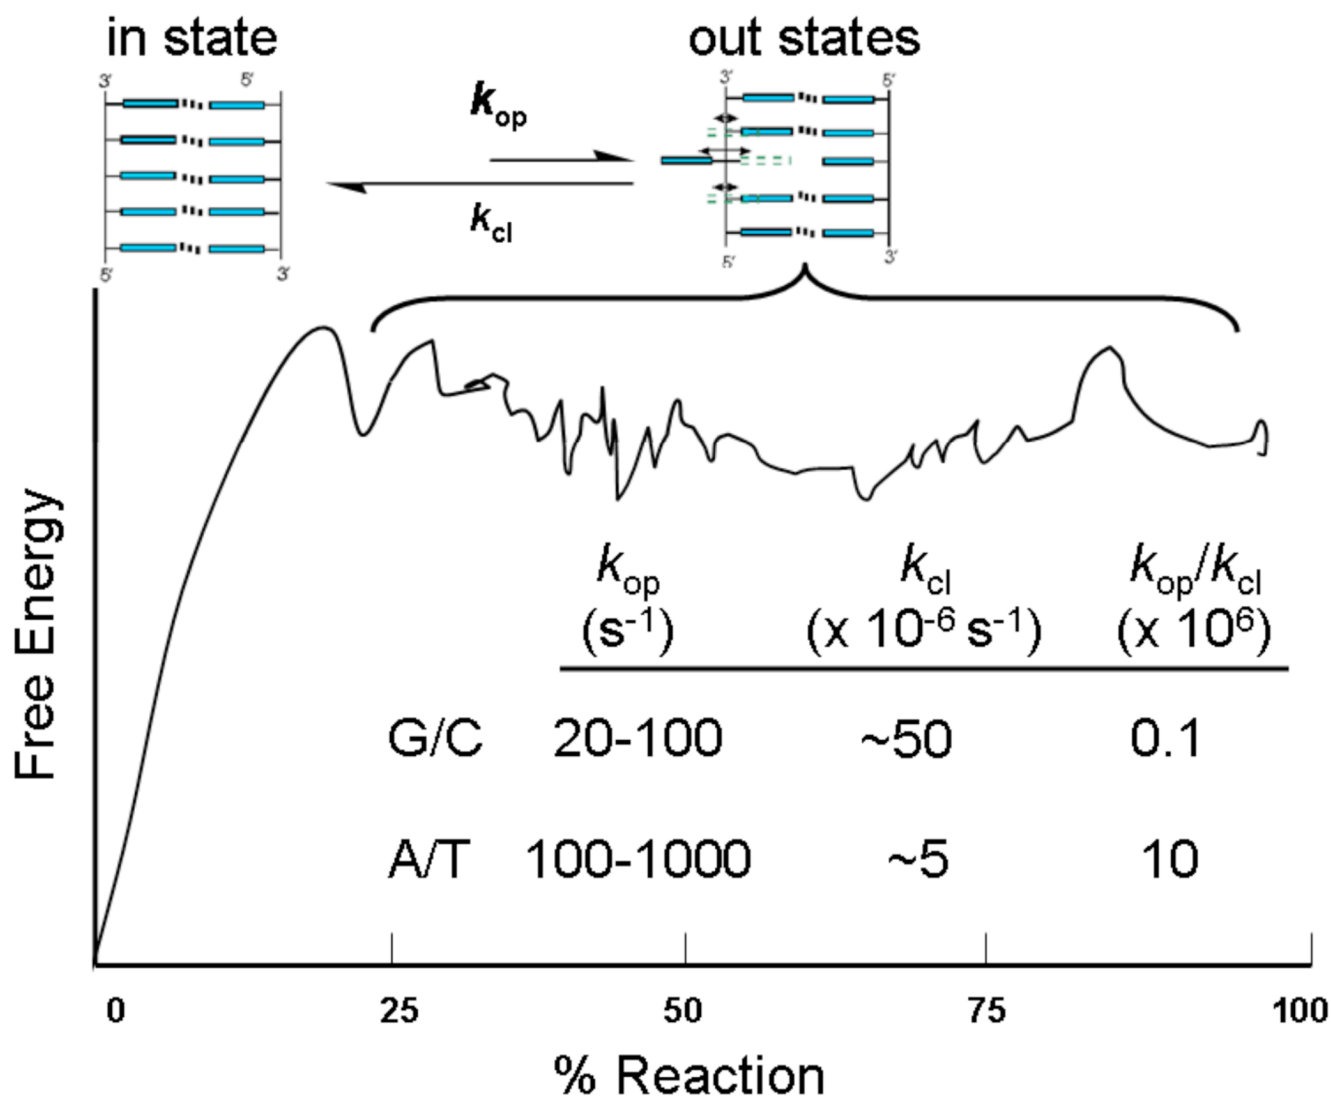 in state
out states
3′ 5′
3′ 5′
k_op
k_cl
5′ 3′
5′ 3′
Free Energy
k_op k_cl k_op/k_cl
(s⁻¹) (x 10⁻⁶ s⁻¹) (x 10⁶)
G/C 20-100 ~50 0.1
A/T 100-1000 ~5 10
0 25 50 75 100
% Reaction